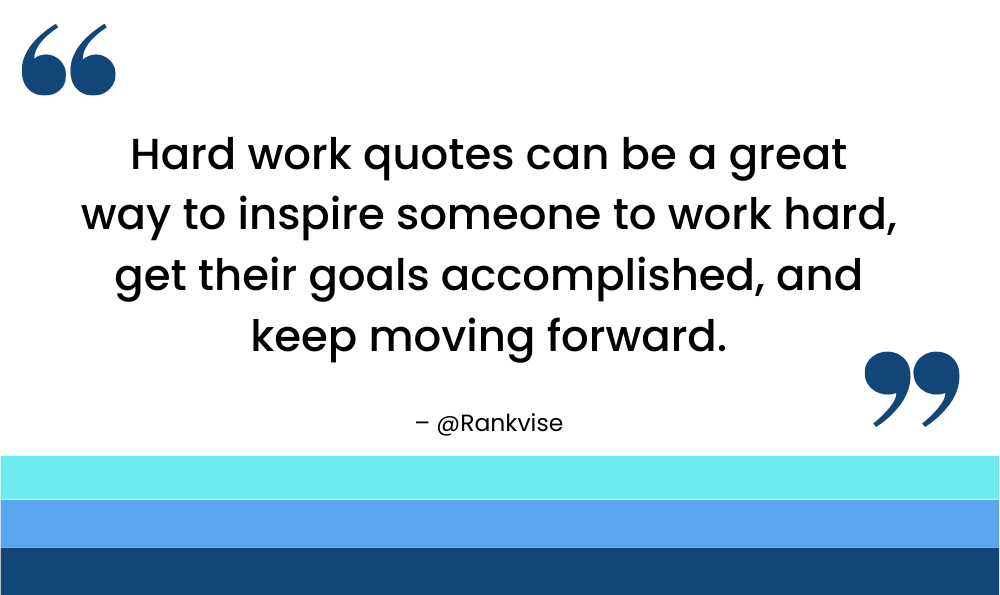 “
Hard work quotes can be a great
way to inspire someone to work hard,
get their goals accomplished, and
keep moving forward.
”
– @Rankvise